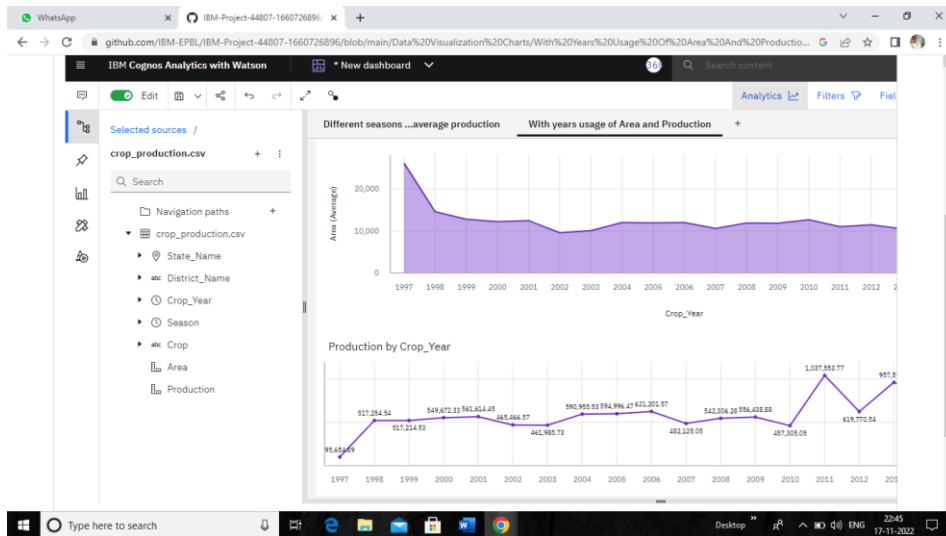 WhatsApp
IBM-Project-44807-1660726896/
github.com/IBM-EPBL/IBM-Project-44807-1660726896/blob/main/Data%20Visualization%20Charts/With%20Years%20Usage%20Of%20Area%20And%20Productio...
IBM Cognos Analytics with Watson
* New dashboard
Search content
Edit
Analytics
Filters
Fiel
Selected sources /
Different seasons ...average production
With years usage of Area and Production
+
crop_production.csv
+
Search
Navigation paths
+
crop_production.csv
State_Name
abc District_Name
Crop_Year
Season
abc Crop
Area
Production
Area (Average)
20,000
10,000
0
1997 1998 1999 2000 2001 2002 2003 2004 2005 2006 2007 2008 2009 2010 2011 2012 2
Crop_Year
Production by Crop_Year
517,254.54
517,214.53
549,672.33
561,614.45
465,466.57
461,985.73
590,955.53
594,996.47
621,201.57
482,125.05
542,306.28
556,438.88
457,305.05
1,037,553.77
619,770.54
1997 1998 1999 2000 2001 2002 2003 2004 2005 2006 2007 2008 2009 2010 2011 2012 201
Type here to search
Desktop
ENG
22:45
17-11-2022